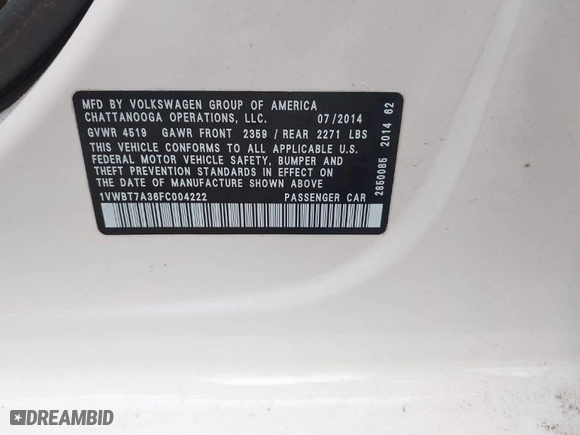 MFD BY VOLKSWAGEN GROUP OF AMERICA
CHATTANOOGA OPERATIONS, LLC. 07/2014
GVWR 4519 GAWR FRONT 2359 / REAR 2271 LBS
THIS VEHICLE CONFORMS TO ALL APPLICABLE U.S.
FEDERAL MOTOR VEHICLE SAFETY, BUMPER AND
THEFT PREVENTION STANDARDS IN EFFECT ON
THE DATE OF MANUFACTURE SHOWN ABOVE
1VWBT7A36FC004222 PASSENGER CAR
2850085 2014 62
DREAMBID